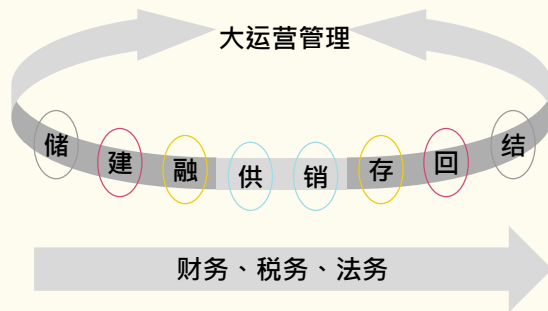 大运营管理
储 建 融 供 销 存 回 结
财务、税务、法务